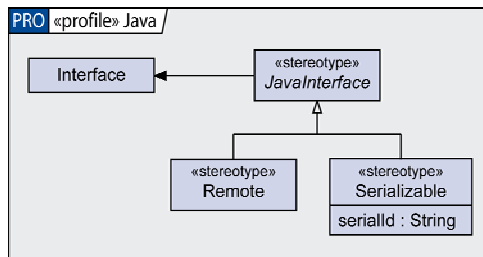 PRO «profile» Java
Interface
«stereotype»
JavaInterface
«stereotype»
Remote
«stereotype»
Serializable
serialId : String